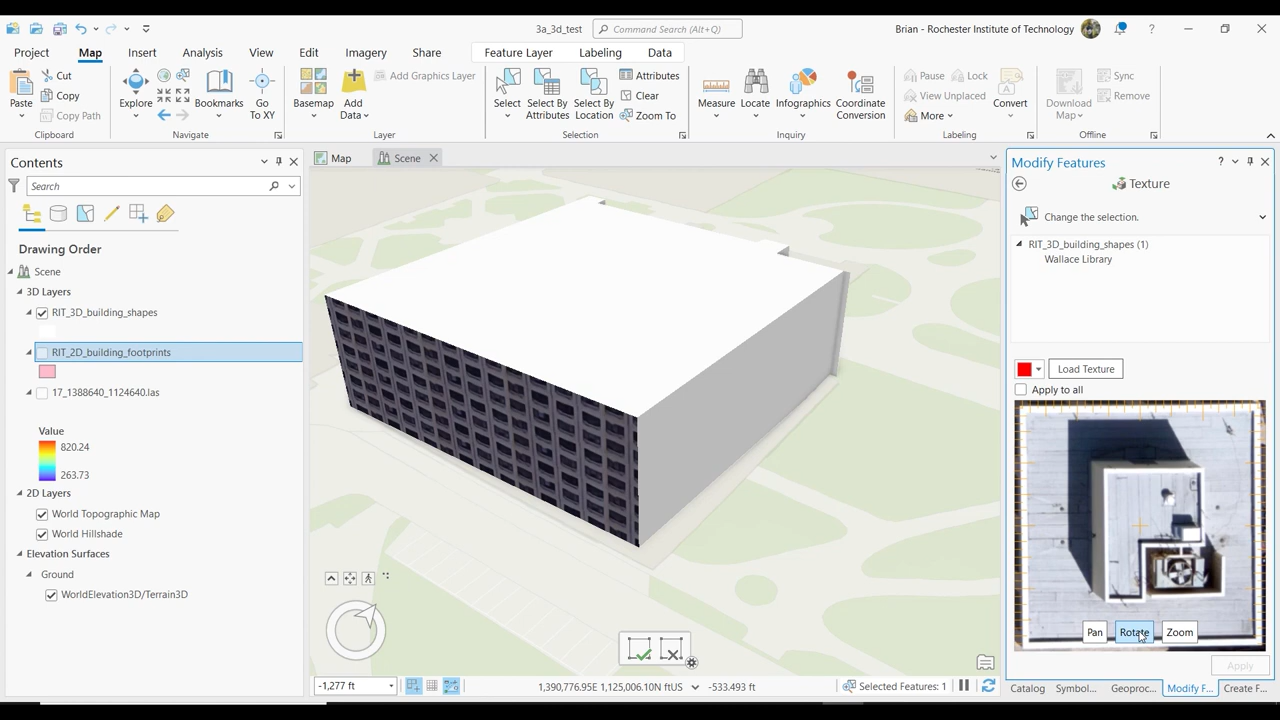 3a_3d_test
Command Search (Alt+Q)
Brian - Rochester Institute of Technology
?
Project
Map
Insert
Analysis
View
Edit
Imagery
Share
Feature Layer
Labeling
Data
Paste
Cut
Copy
Copy Path
Clipboard
Explore
Bookmarks
Go To XY
Navigate
Basemap
Add Data
Add Graphics Layer
Layer
Select
Select By Attributes
Select By Location
Attributes
Clear
Zoom To
Selection
Measure
Locate
Infographics
Coordinate Conversion
Inquiry
Pause
Lock
View Unplaced
More
Convert
Labeling
Download Map
Sync
Remove
Offline
Contents
Search
Drawing Order
Scene
3D Layers
RIT_3D_building_shapes
RIT_2D_building_footprints
17_1388640_1124640.las
Value
820.24
263.73
2D Layers
World Topographic Map
World Hillshade
Elevation Surfaces
Ground
WorldElevation3D/Terrain3D
Map
Scene
-1,277 ft
1,390,776.95E 1,125,006.10N ftUS
-533.493 ft
Selected Features: 1
Modify Features
?
Texture
Change the selection.
RIT_3D_building_shapes (1)
Wallace Library
Load Texture
Apply to all
Pan
Rotate
Zoom
Apply
Catalog
Symbol...
Geoproc...
Modify F...
Create F...